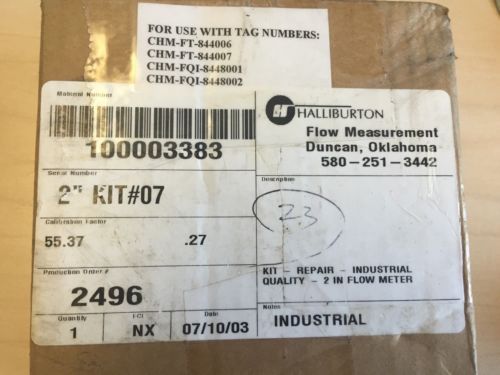 FOR USE WITH TAG NUMBERS:
CHM-FT-844006
CHM-FT-844007
CHM-FQI-8448001
CHM-FQI-8448002
Material Number
100003383
HALLIBURTON
Flow Measurement
Duncan, Oklahoma
580-251-3442
Serial Number
2" KIT#07
Description
23
Calibration Factor
55.37 .27
KIT - REPAIR - INDUSTRIAL
QUALITY - 2 IN FLOW METER
Production Order #
2496
Quantity
1
ECL
NX
Date
07/10/03
Notes
INDUSTRIAL